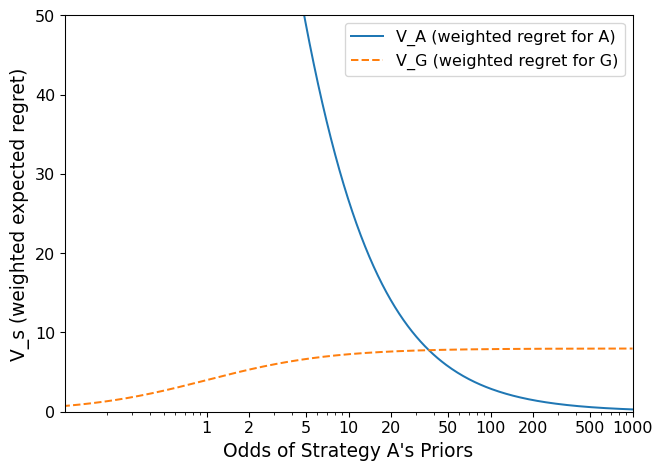 V_s (weighted expected regret)
50
40
30
20
10
0
V_A (weighted regret for A)
V_G (weighted regret for G)
1 2 5 10 20 50 100 200 500 1000
Odds of Strategy A's Priors